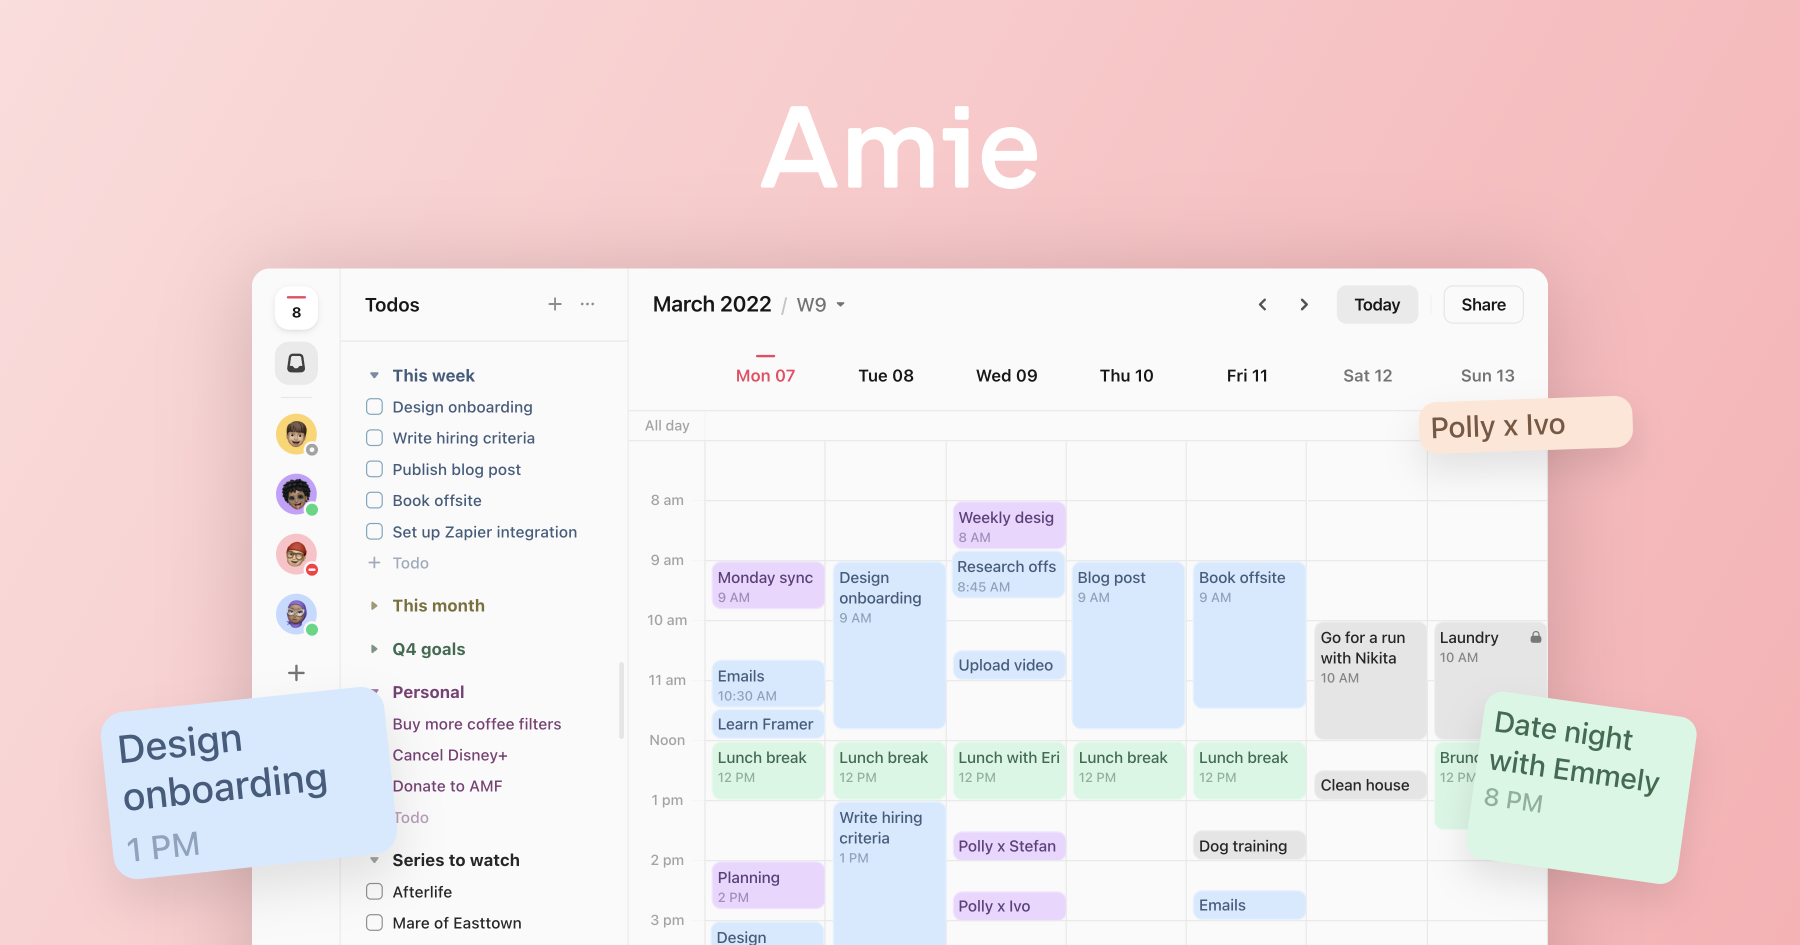 Amie
8
Todos
This week
Design onboarding
Write hiring criteria
Publish blog post
Book offsite
Set up Zapier integration
Todo
This month
Q4 goals
Personal
Buy more coffee filters
Cancel Disney+
Donate to AMF
Todo
Series to watch
Afterlife
Mare of Easttown
Design
onboarding
1 PM
March 2022 / W9
Today
Share
Mon 07
Tue 08
Wed 09
Thu 10
Fri 11
Sat 12
Sun 13
All day
8 am
9 am
10 am
11 am
Noon
1 pm
2 pm
3 pm
Monday sync
9 AM
Emails
10:30 AM
Learn Framer
Lunch break
12 PM
Planning
2 PM
Design
Design
onboarding
9 AM
Lunch break
12 PM
Write hiring
criteria
1 PM
Weekly desig
8 AM
Research offs
8:45 AM
Upload video
Lunch with Eri
12 PM
Polly x Stefan
Polly x Ivo
Blog post
9 AM
Lunch break
12 PM
Book offsite
9 AM
Lunch break
12 PM
Dog training
Emails
Go for a run
with Nikita
10 AM
Clean house
Laundry
10 AM
12 PM
Polly x Ivo
Date night
with Emmely
8 PM